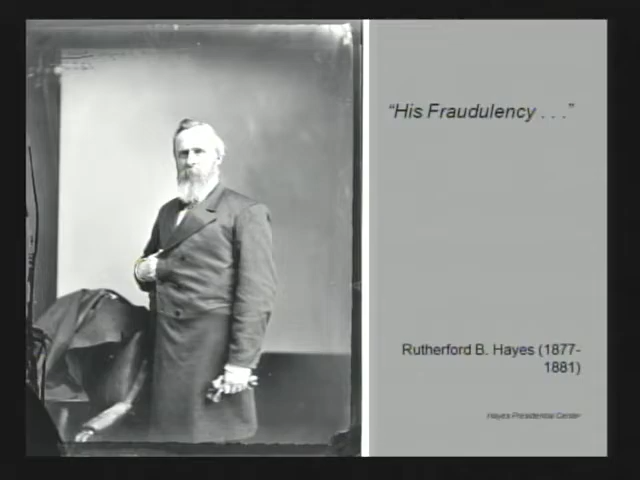 “His Fraudulency . . .”
Rutherford B. Hayes (1877-
1881)
Hayes Presidential Center